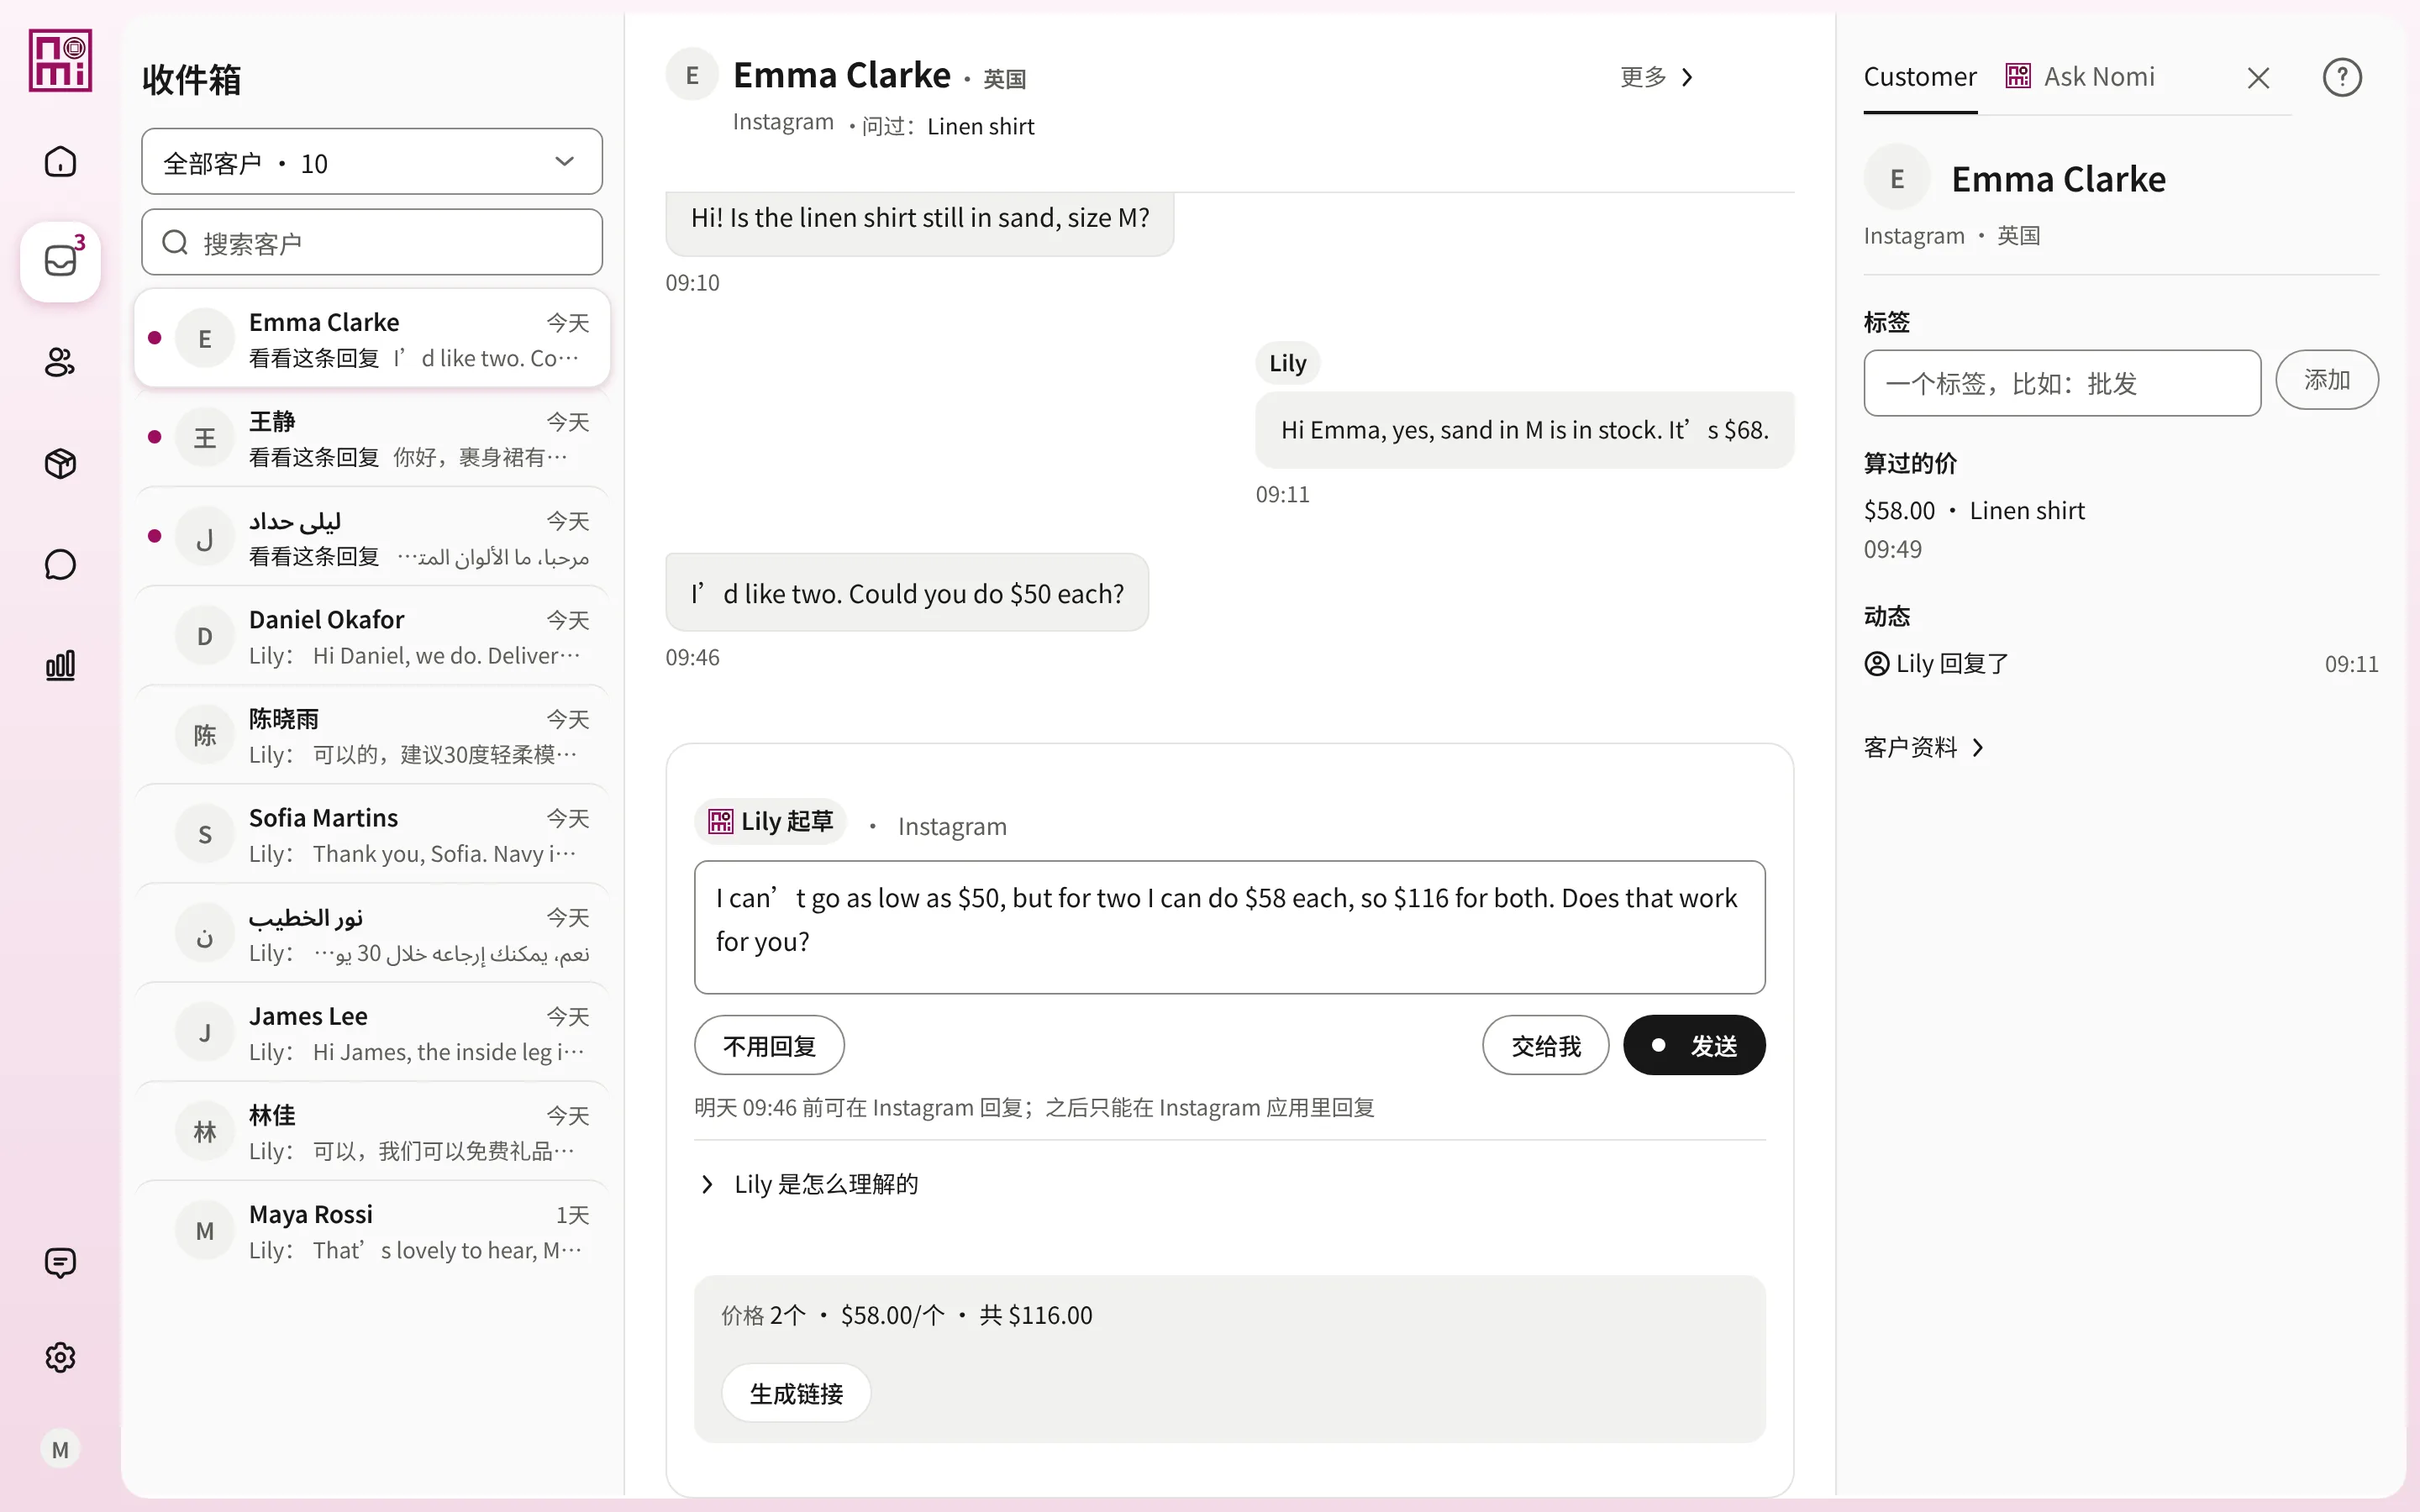 nomi
3
M
收件箱
全部客户 · 10
搜索客户
E
Emma Clarke
今天
看看这条回复 I’d like two. Co…
王
王静
今天
看看这条回复 你好，裹身裙有…
ل
ليلى حداد
今天
看看这条回复 مرحبا، ما الألوان المتـ…
D
Daniel Okafor
今天
Lily： Hi Daniel, we do. Deliver…
陈
陈晓雨
今天
Lily： 可以的，建议30度轻柔模…
S
Sofia Martins
今天
Lily： Thank you, Sofia. Navy i…
ن
نور الخطيب
今天
Lily： نعم، يمكنك إرجاعه خلال 30 يو…
J
James Lee
今天
Lily： Hi James, the inside leg i…
林
林佳
今天
Lily： 可以，我们可以免费礼品…
M
Maya Rossi
1天
Lily： That’s lovely to hear, M…
E
Emma Clarke · 英国
Instagram · 问过： Linen shirt
更多
Hi! Is the linen shirt still in sand, size M?
09:10
Lily
Hi Emma, yes, sand in M is in stock. It’s $68.
09:11
I’d like two. Could you do $50 each?
09:46
nomi Lily 起草 · Instagram
I can’t go as low as $50, but for two I can do $58 each, so $116 for both. Does that work
for you?
不用回复
交给我
发送
明天 09:46 前可在 Instagram 回复；之后只能在 Instagram 应用里回复
Lily 是怎么理解的
价格 2个 · $58.00/个 · 共 $116.00
生成链接
Customer
nomi Ask Nomi
?
E
Emma Clarke
Instagram · 英国
标签
一个标签，比如：批发
添加
算过的价
$58.00 · Linen shirt
09:49
动态
Lily 回复了
09:11
客户资料